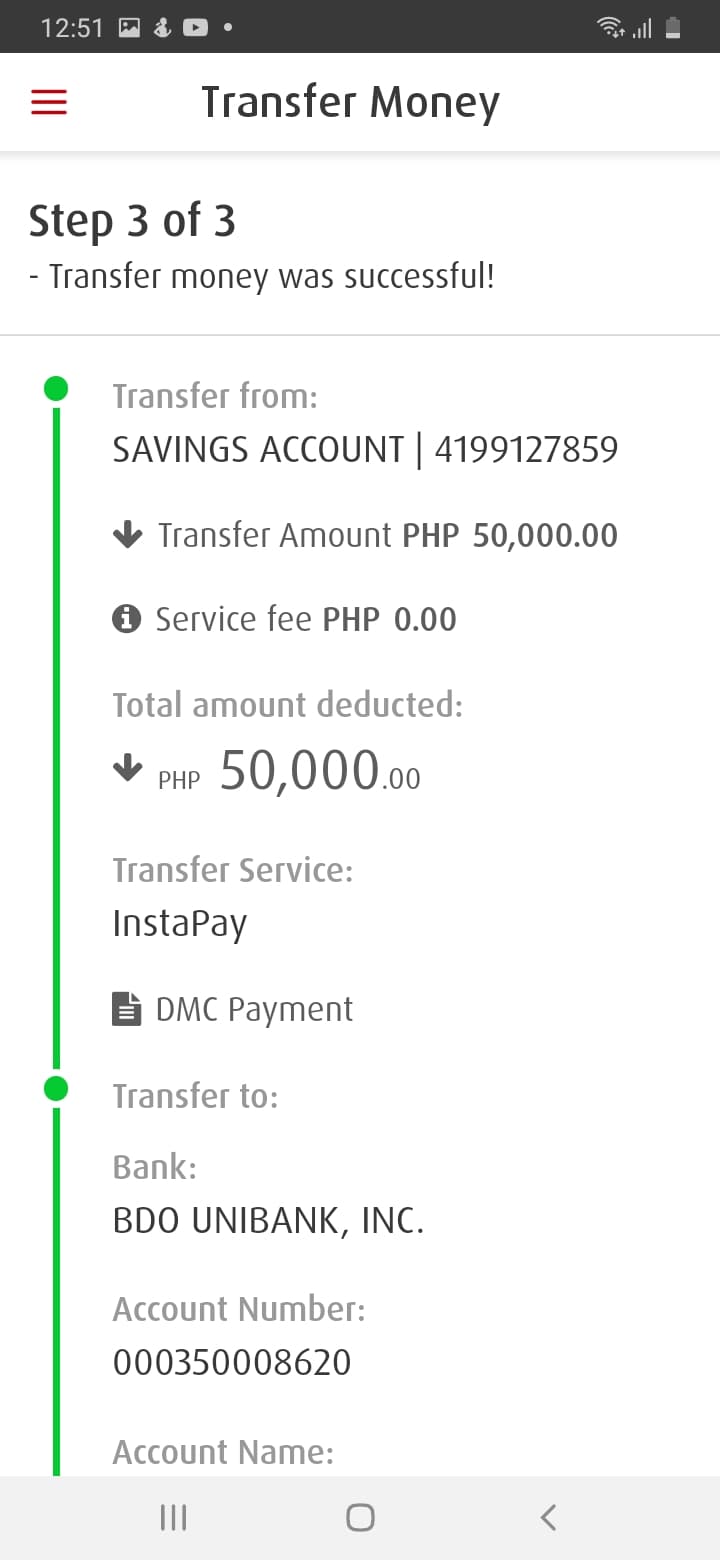 12:51
Transfer Money
Step 3 of 3
- Transfer money was successful!
Transfer from:
SAVINGS ACCOUNT | 4199127859
Transfer Amount PHP 50,000.00
Service fee PHP 0.00
Total amount deducted:
PHP 50,000.00
Transfer Service:
InstaPay
DMC Payment
Transfer to:
Bank:
BDO UNIBANK, INC.
Account Number:
000350008620
Account Name: